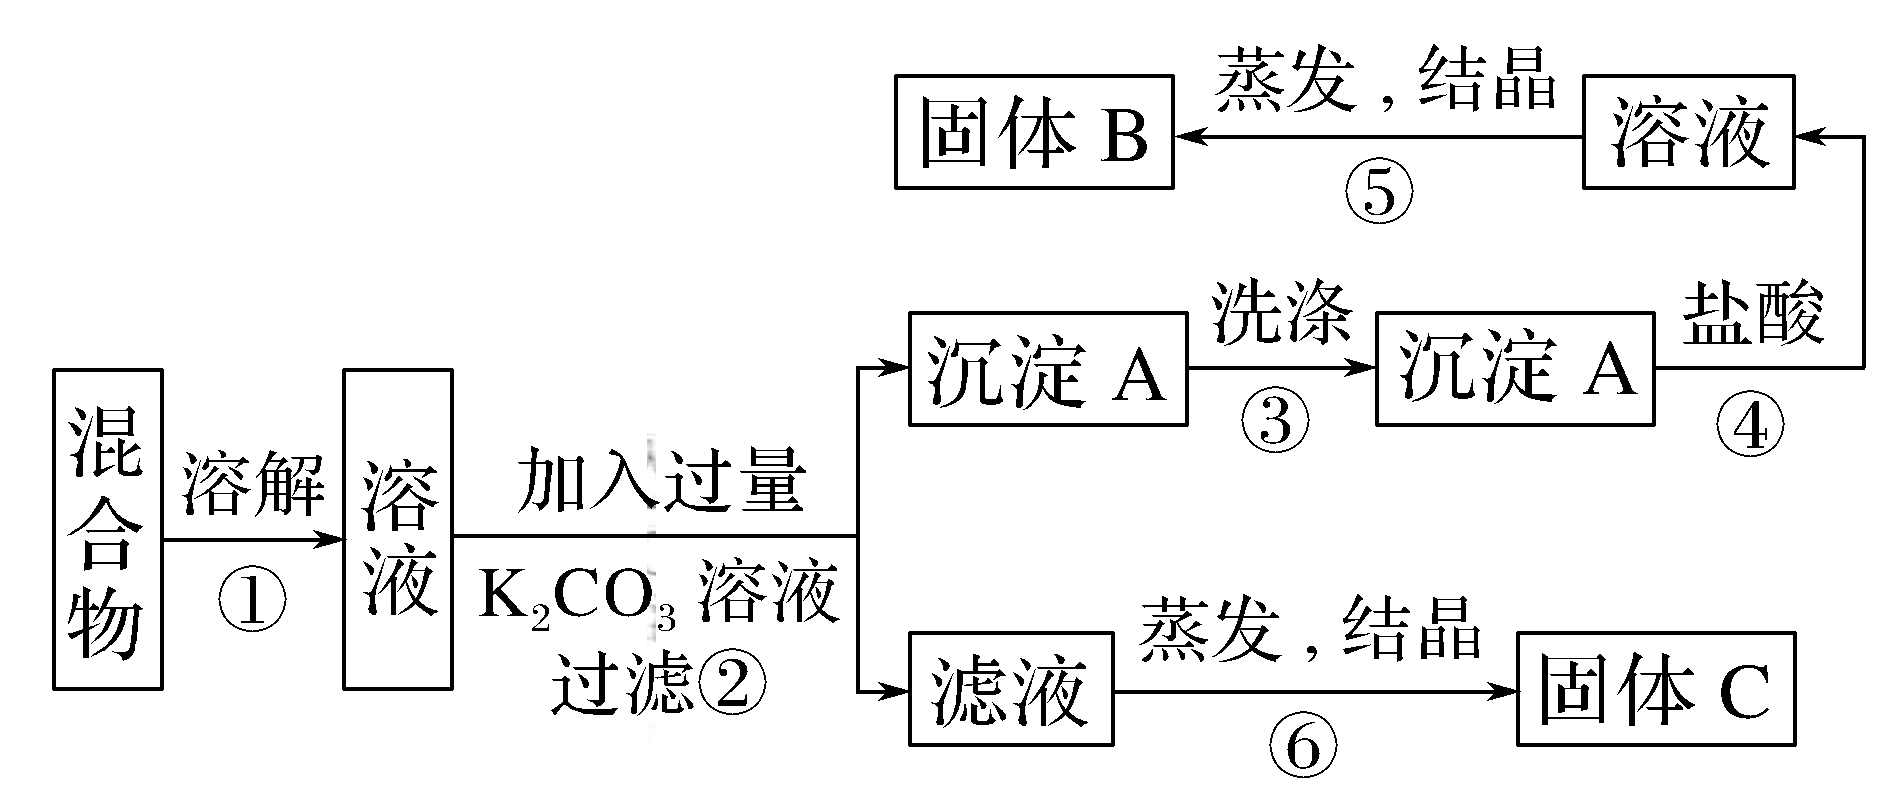 混合物
溶解
①
溶液
加入过量
K₂CO₃ 溶液
过滤②
沉淀 A
洗涤
③
沉淀 A
盐酸
④
溶液
蒸发,结晶
⑤
固体 B
滤液
蒸发,结晶
⑥
固体 C